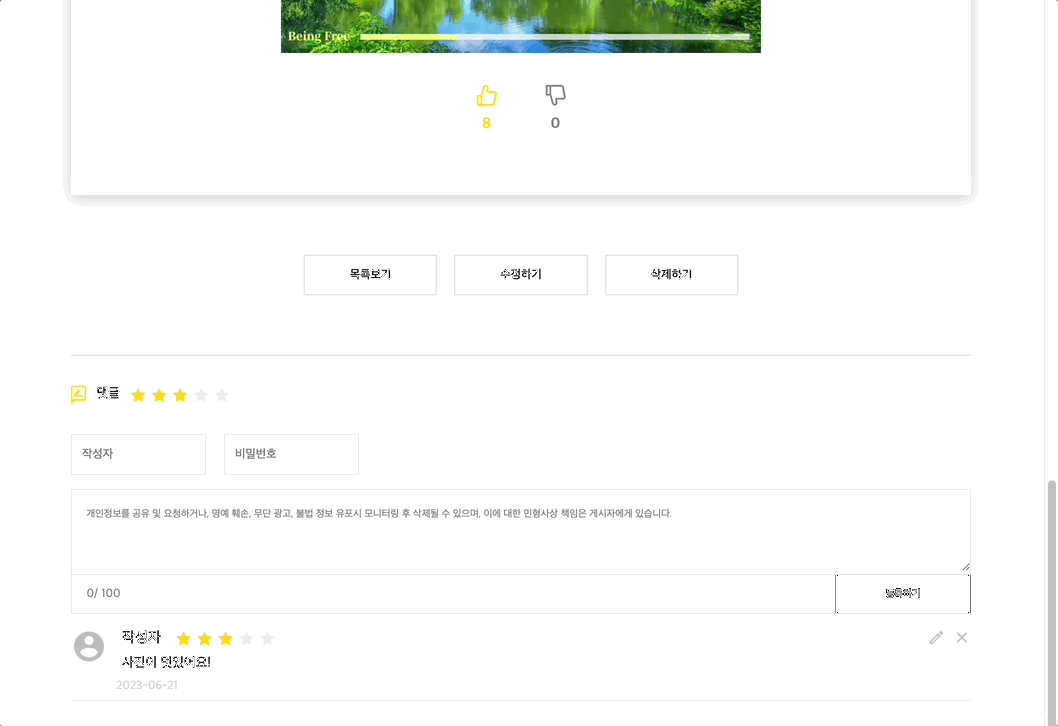 Being Free
8
0
목록보기
수정하기
삭제하기
댓글
작성자
비밀번호
개인정보를 공유 및 요청하거나, 명예 훼손, 무단 광고, 불법 정보 유포시 모니터링 후 삭제될 수 있으며, 이에 대한 민형사상 책임은 게시자에게 있습니다.
0/ 100
등록하기
작성자
사진이 멋있어요!
2023-06-21